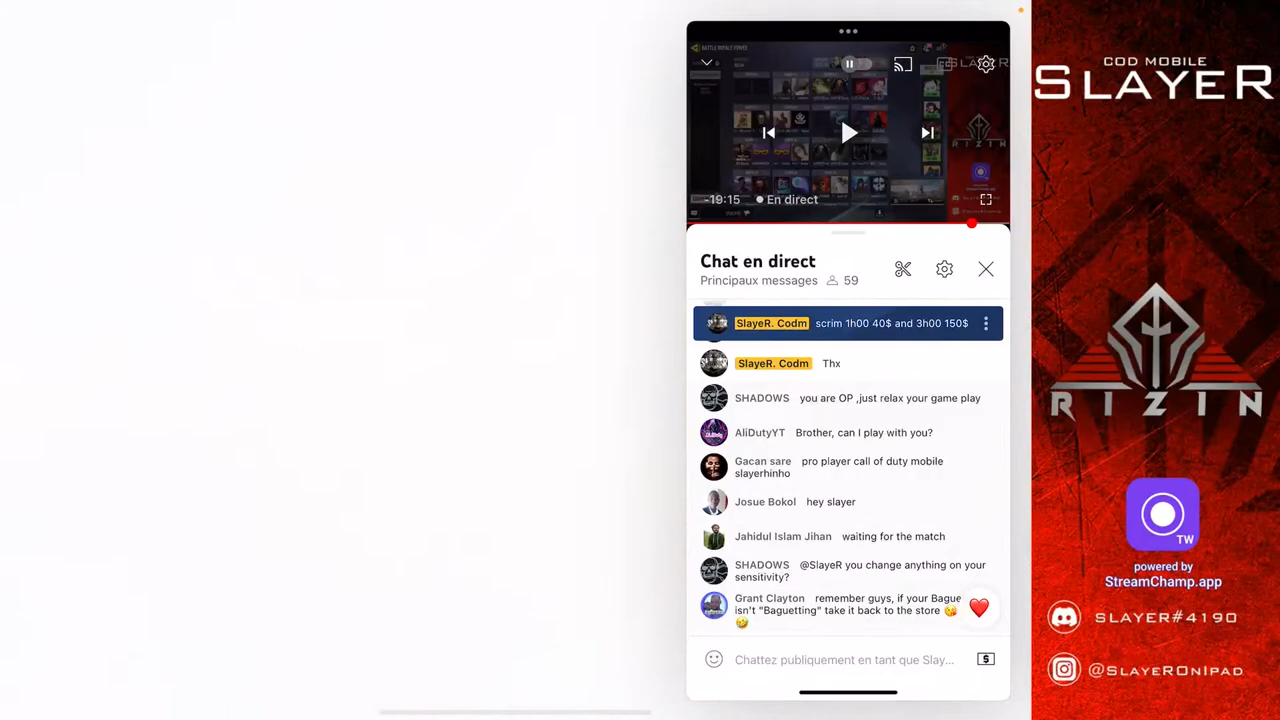 BATTLE ROYALE POWER
-19:15 En direct
Chat en direct
Principaux messages 59
SlayeR. Codm scrim 1h00 40$ and 3h00 150$
SlayeR. Codm Thx
SHADOWS you are OP ,just relax your game play
AliDutyYT Brother, can I play with you?
Gacan sare pro player call of duty mobile
slayerhinho
Josue Bokol hey slayer
Jahidul Islam Jihan waiting for the match
SHADOWS @SlayeR you change anything on your
sensitivity?
Grant Clayton remember guys, if your Bague
isn't "Baguetting" take it back to the store 😘
🤣
Chattez publiquement en tant que Slay...
COD MOBILE
SLAYER
RIZIN
TW
powered by
StreamChamp.app
SLAYER#4190
@SLAYEROnIPAD
RIZIN